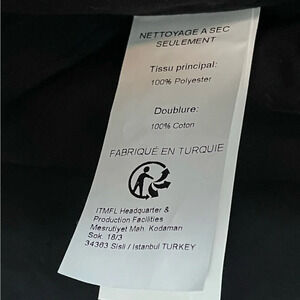 NETTOYAGE A SEC
SEULEMENT
Tissu principal:
100% Polyester
Doublure:
100% Coton
FABRIQUÉ EN TURQUIE
ITMFL Headquarter &
Production Facilities
Mesrutiyet Mah. Kodaman
Sok. 18/3
34363 Sisli / Istanbul TURKEY